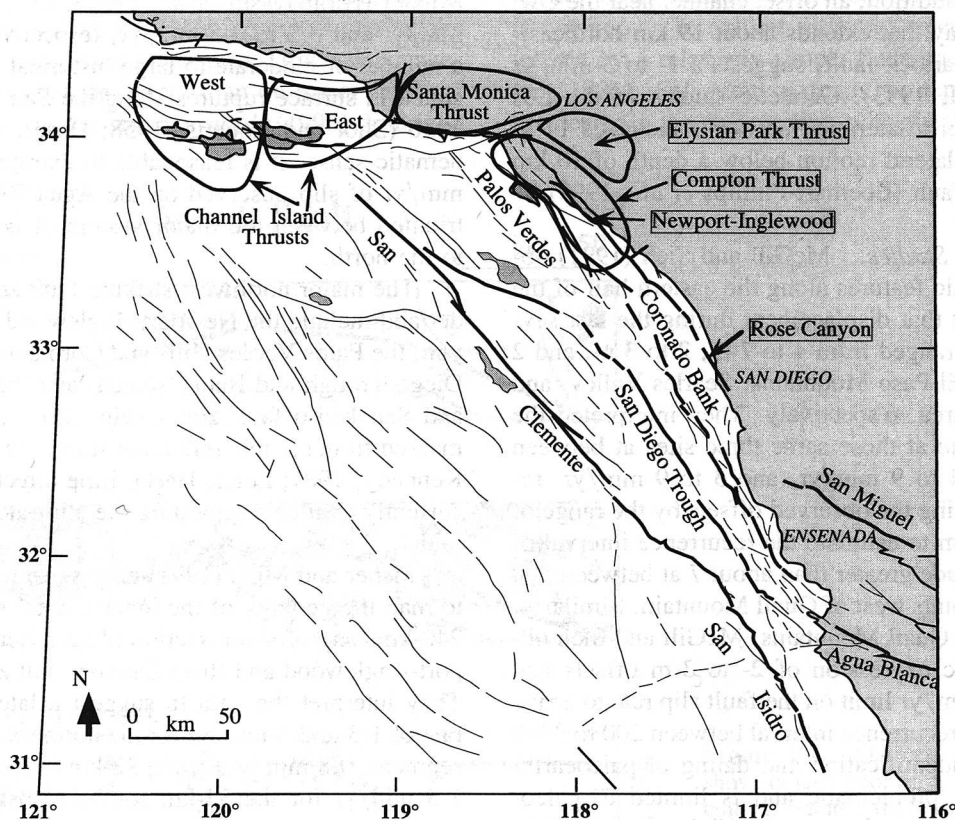 West
East
Santa Monica
Thrust
LOS ANGELES
34°
Elysian Park Thrust
Channel Island
Thrusts
Compton Thrust
Newport-Inglewood
Palos Verdes
San
Clemente
33°
Coronado Bank
Rose Canyon
SAN DIEGO
San Diego Trough
San Miguel
32°
ENSENADA
Agua Blanca
San
Isidro
N
0 50
km
31°
121 120 119 118° 117° 116°